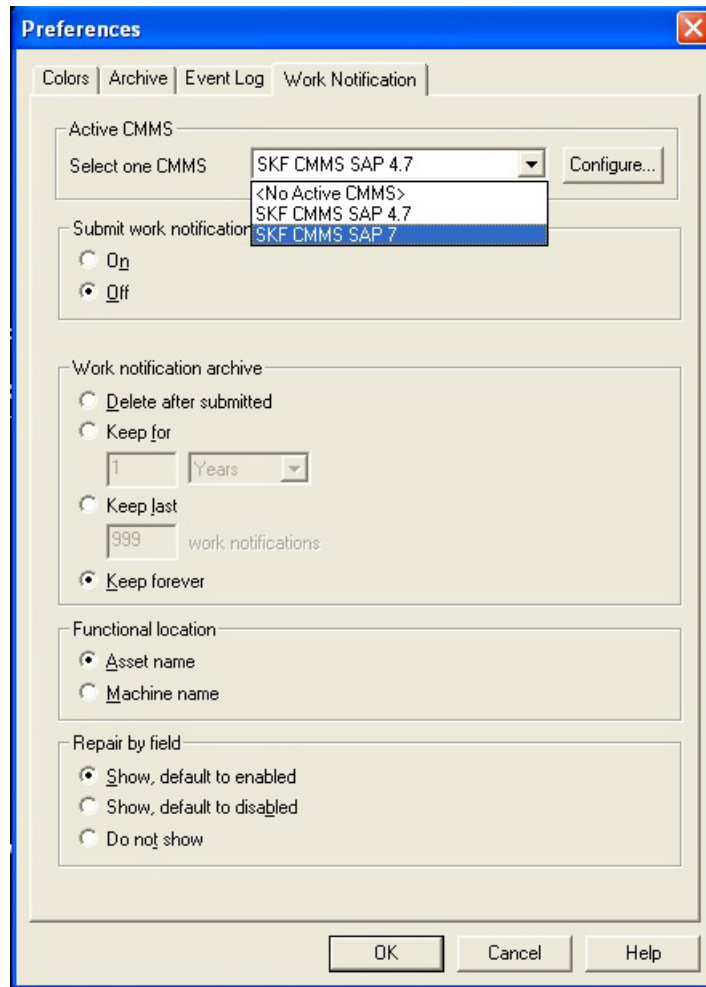 Preferences
Colors Archive Event Log Work Notification
Active CMMS
Select one CMMS SKF CMMS SAP 4.7 Configure...
<No Active CMMS>
SKF CMMS SAP 4.7
SKF CMMS SAP 7
Submit work notification
On
Off
Work notification archive
Delete after submitted
Keep for
1 Years
Keep last
999 work notifications
Keep forever
Functional location
Asset name
Machine name
Repair by field
Show, default to enabled
Show, default to disabled
Do not show
OK Cancel Help